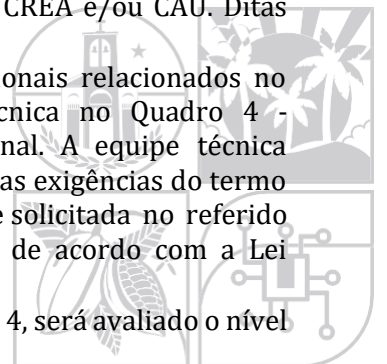 CREA e/ou CAU. Ditas
onais relacionados no
cnica no Quadro 4 -
nal. A equipe técnica
as exigências do termo
solicitada no referido
de acordo com a Lei
4, será avaliado o nível